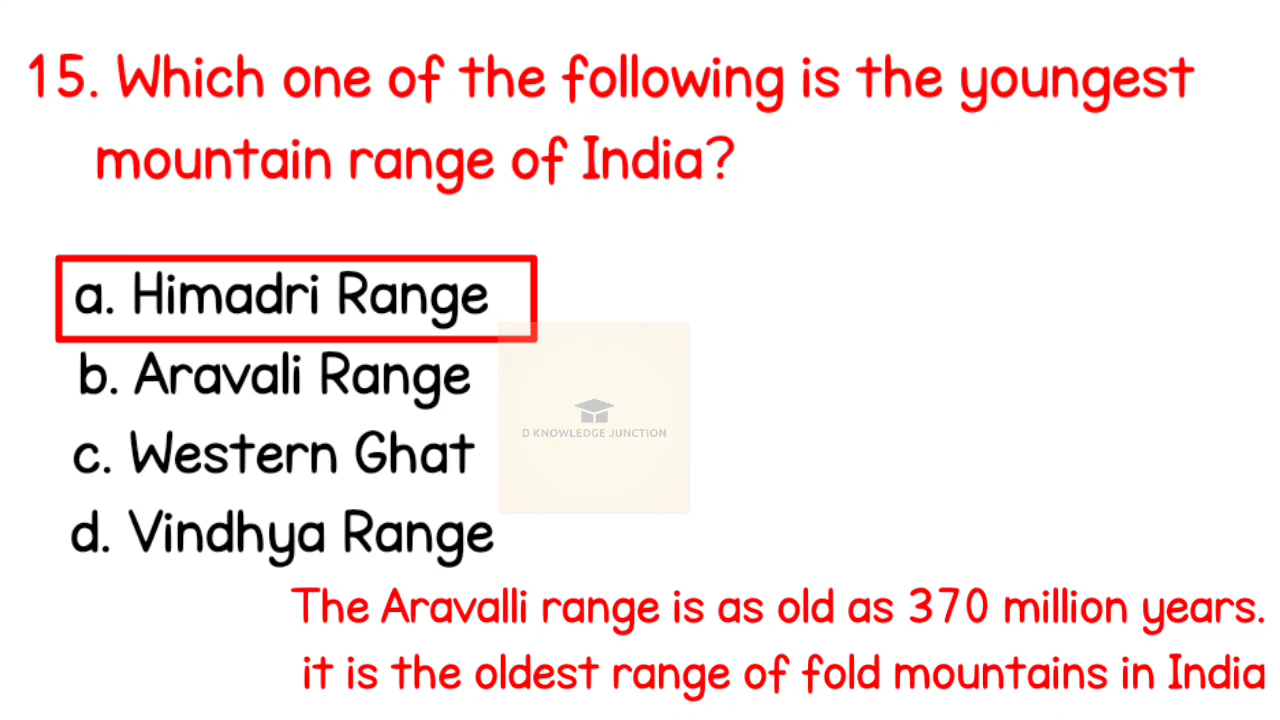 15. Which one of the following is the youngest
mountain range of India?
a. Himadri Range
b. Aravali Range
D KNOWLEDGE JUNCTION
c. Western Ghat
d. Vindhya Range
The Aravalli range is as old as 370 million years.
it is the oldest range of fold mountains in India